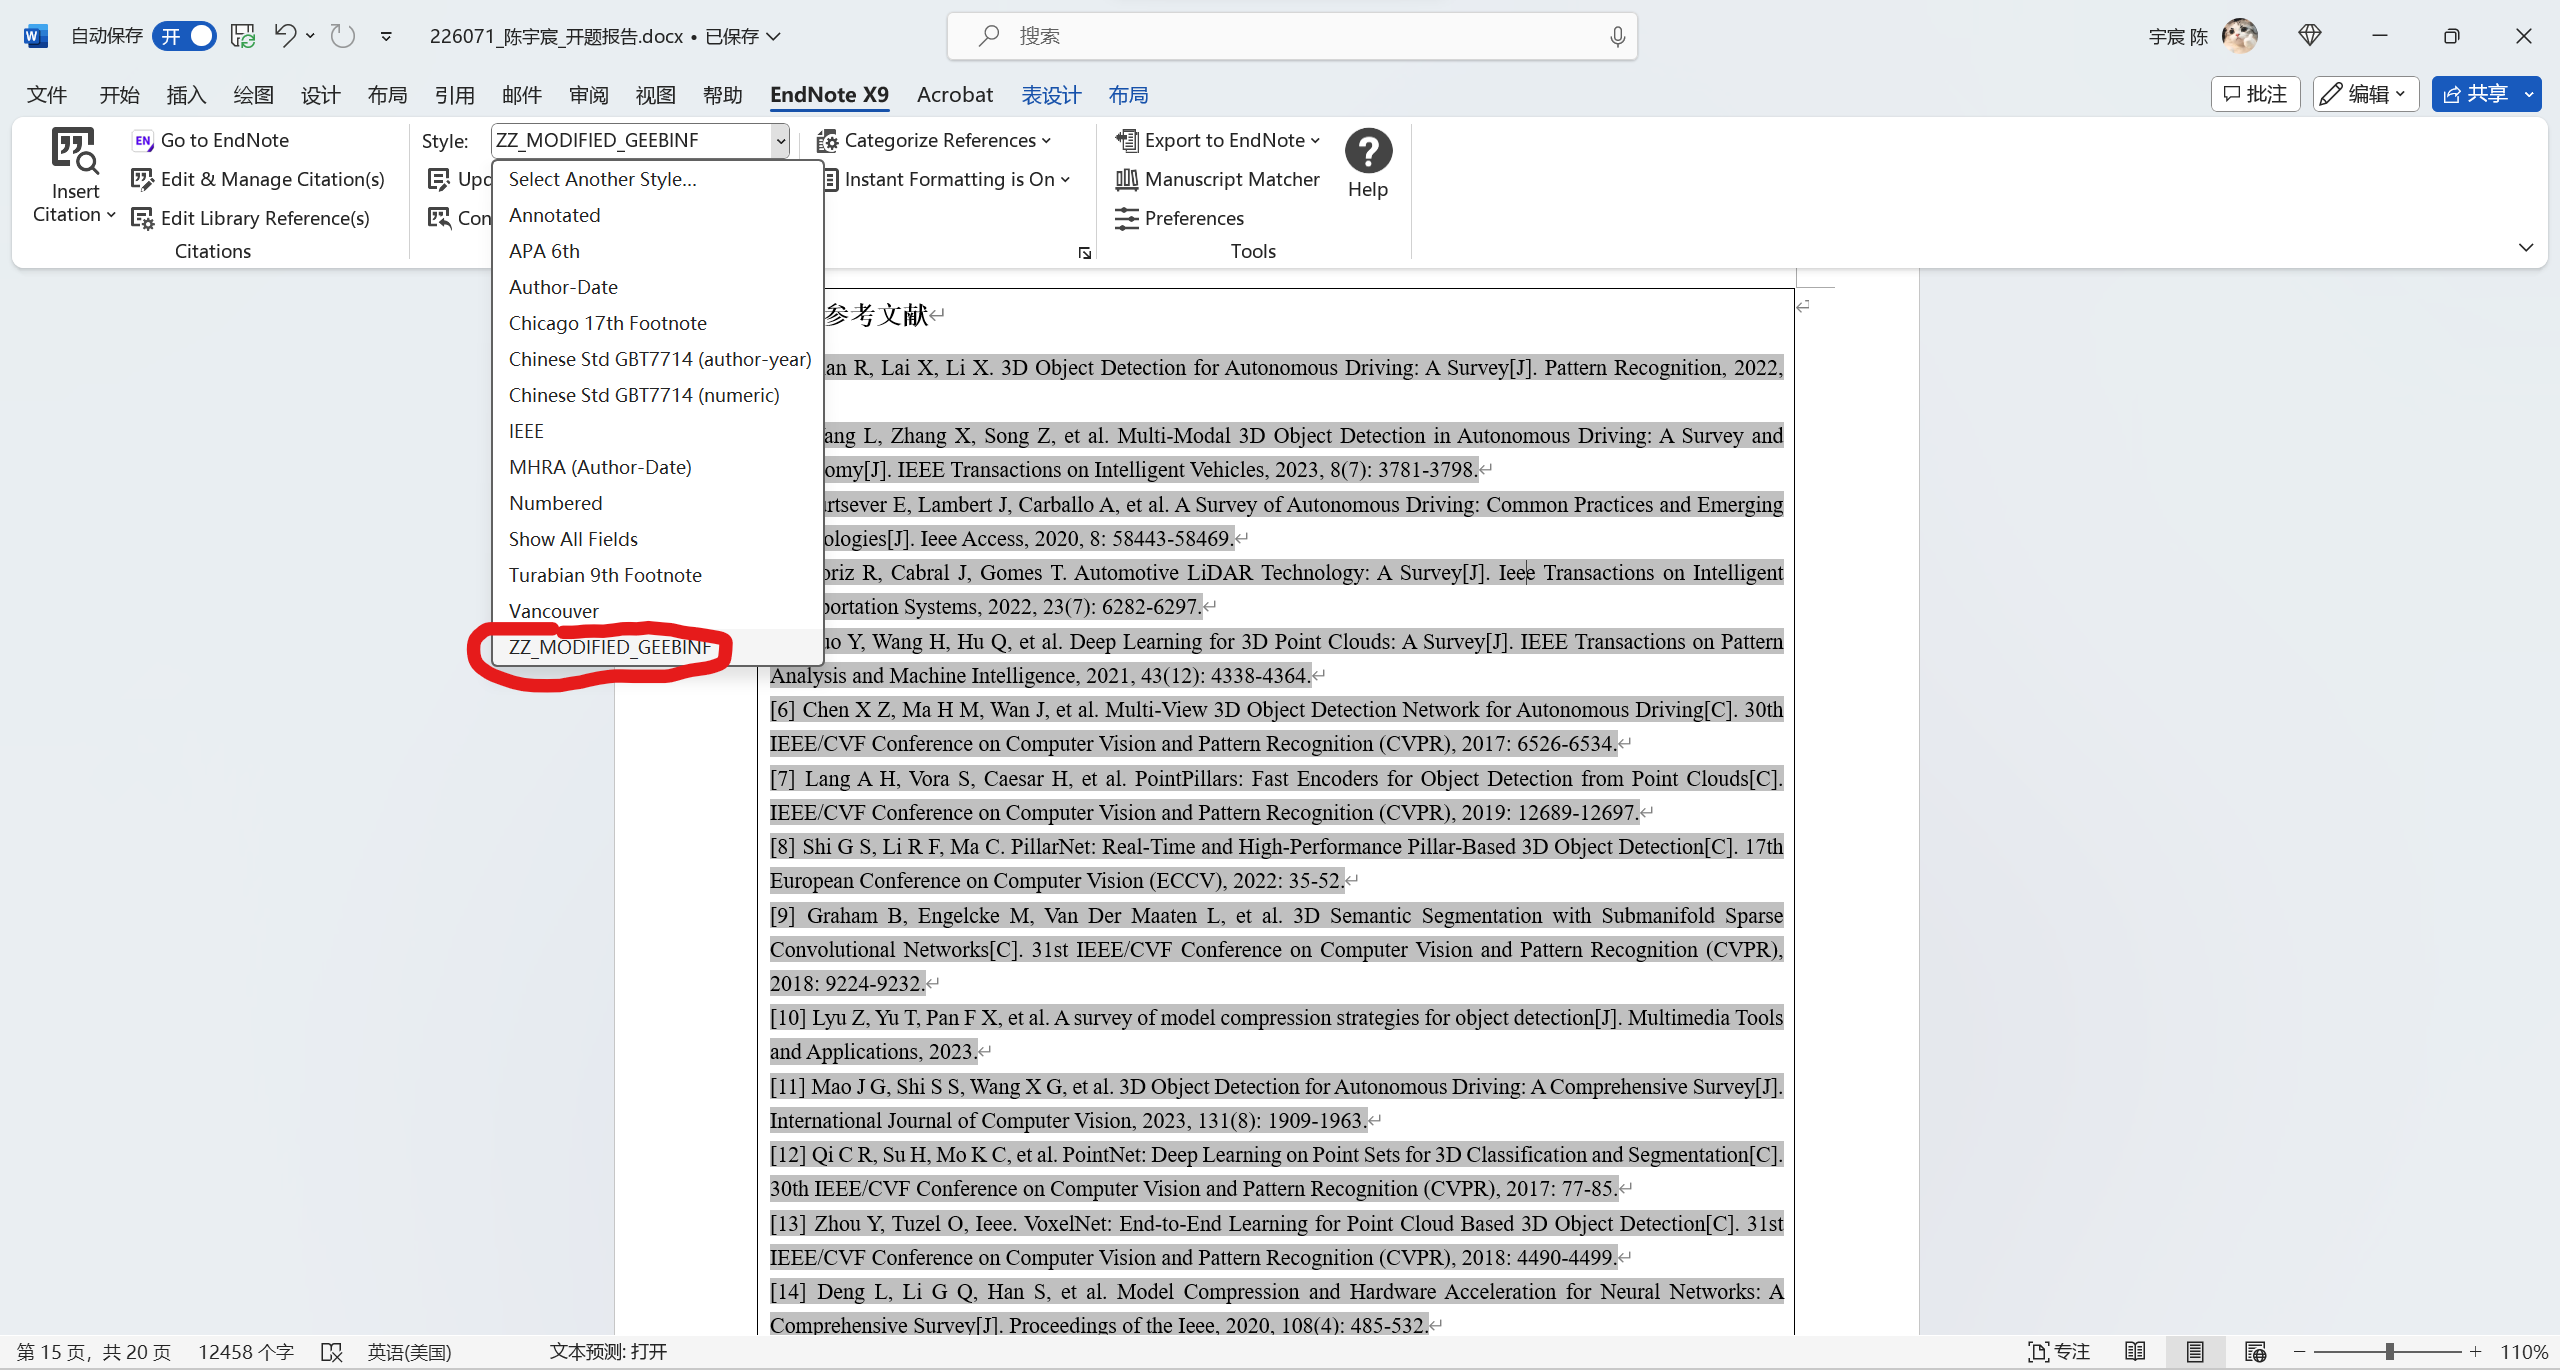 自动保存 开 226071_陈宇宸_开题报告.docx • 已保存 搜索 宇宸 陈
文件 开始 插入 绘图 设计 布局 引用 邮件 审阅 视图 帮助 EndNote X9 Acrobat 表设计 布局 批注 编辑 共享
Insert
Citation
EN Go to EndNote
Edit & Manage Citation(s)
Edit Library Reference(s)
Citations
Style: ZZ_MODIFIED_GEEBINF
Upd
Con
Categorize References
Instant Formatting is On
Export to EndNote
Manuscript Matcher
Preferences
Tools
Help
Select Another Style...
Annotated
APA 6th
Author-Date
Chicago 17th Footnote
Chinese Std GBT7714 (author-year)
Chinese Std GBT7714 (numeric)
IEEE
MHRA (Author-Date)
Numbered
Show All Fields
Turabian 9th Footnote
Vancouver
ZZ_MODIFIED_GEEBINF
参考文献
an R, Lai X, Li X. 3D Object Detection for Autonomous Driving: A Survey[J]. Pattern Recognition, 2022,
ang L, Zhang X, Song Z, et al. Multi-Modal 3D Object Detection in Autonomous Driving: A Survey and
omy[J]. IEEE Transactions on Intelligent Vehicles, 2023, 8(7): 3781-3798.
rtsever E, Lambert J, Carballo A, et al. A Survey of Autonomous Driving: Common Practices and Emerging
ologies[J]. Ieee Access, 2020, 8: 58443-58469.
oriz R, Cabral J, Gomes T. Automotive LiDAR Technology: A Survey[J]. Ieee Transactions on Intelligent
portation Systems, 2022, 23(7): 6282-6297.
uo Y, Wang H, Hu Q, et al. Deep Learning for 3D Point Clouds: A Survey[J]. IEEE Transactions on Pattern
Analysis and Machine Intelligence, 2021, 43(12): 4338-4364.
[6] Chen X Z, Ma H M, Wan J, et al. Multi-View 3D Object Detection Network for Autonomous Driving[C]. 30th
IEEE/CVF Conference on Computer Vision and Pattern Recognition (CVPR), 2017: 6526-6534.
[7] Lang A H, Vora S, Caesar H, et al. PointPillars: Fast Encoders for Object Detection from Point Clouds[C].
IEEE/CVF Conference on Computer Vision and Pattern Recognition (CVPR), 2019: 12689-12697.
[8] Shi G S, Li R F, Ma C. PillarNet: Real-Time and High-Performance Pillar-Based 3D Object Detection[C]. 17th
European Conference on Computer Vision (ECCV), 2022: 35-52.
[9] Graham B, Engelcke M, Van Der Maaten L, et al. 3D Semantic Segmentation with Submanifold Sparse
Convolutional Networks[C]. 31st IEEE/CVF Conference on Computer Vision and Pattern Recognition (CVPR),
2018: 9224-9232.
[10] Lyu Z, Yu T, Pan F X, et al. A survey of model compression strategies for object detection[J]. Multimedia Tools
and Applications, 2023.
[11] Mao J G, Shi S S, Wang X G, et al. 3D Object Detection for Autonomous Driving: A Comprehensive Survey[J].
International Journal of Computer Vision, 2023, 131(8): 1909-1963.
[12] Qi C R, Su H, Mo K C, et al. PointNet: Deep Learning on Point Sets for 3D Classification and Segmentation[C].
30th IEEE/CVF Conference on Computer Vision and Pattern Recognition (CVPR), 2017: 77-85.
[13] Zhou Y, Tuzel O, Ieee. VoxelNet: End-to-End Learning for Point Cloud Based 3D Object Detection[C]. 31st
IEEE/CVF Conference on Computer Vision and Pattern Recognition (CVPR), 2018: 4490-4499.
[14] Deng L, Li G Q, Han S, et al. Model Compression and Hardware Acceleration for Neural Networks: A
Comprehensive Survey[J]. Proceedings of the Ieee, 2020, 108(4): 485-532.
第 15 页，共 20 页 12458 个字 英语(美国) 文本预测: 打开 专注 110%